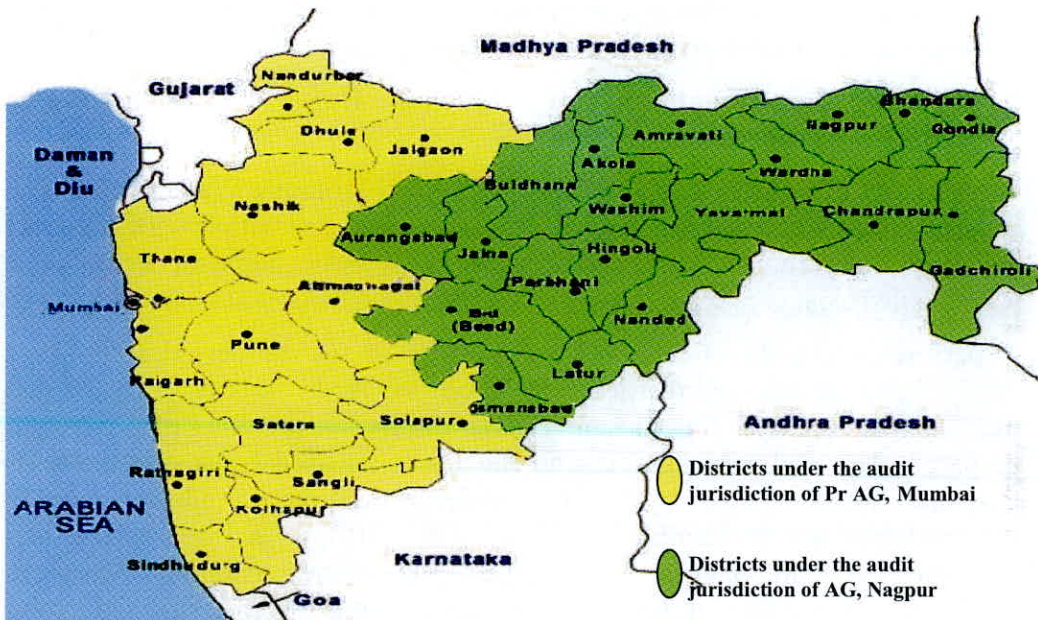 Madhya Pradesh
Nandurbar
Gujarat
Bhandara
Dhule
Nagpur
Gondia
Amravati
Jalgaon
Daman
&
Diu
Akola
Buldhana
Wardha
Nashik
Washim
Yavatmal
Chandrapur
Aurangabad
Jalna
Hingoli
Thane
Gadchiroli
Parbhani
Ahmadnagar
Mumbai
Bid
(Beed)
Nanded
Pune
Latur
Raigarh
Osmanabad
Satara
Solapur
Andhra Pradesh
Ratnagiri
Sangli
Districts under the audit
jurisdiction of Pr AG, Mumbai
ARABIAN
SEA
Kolhapur
Karnataka
Sindhudurg
Districts under the audit
jurisdiction of AG, Nagpur
Goa